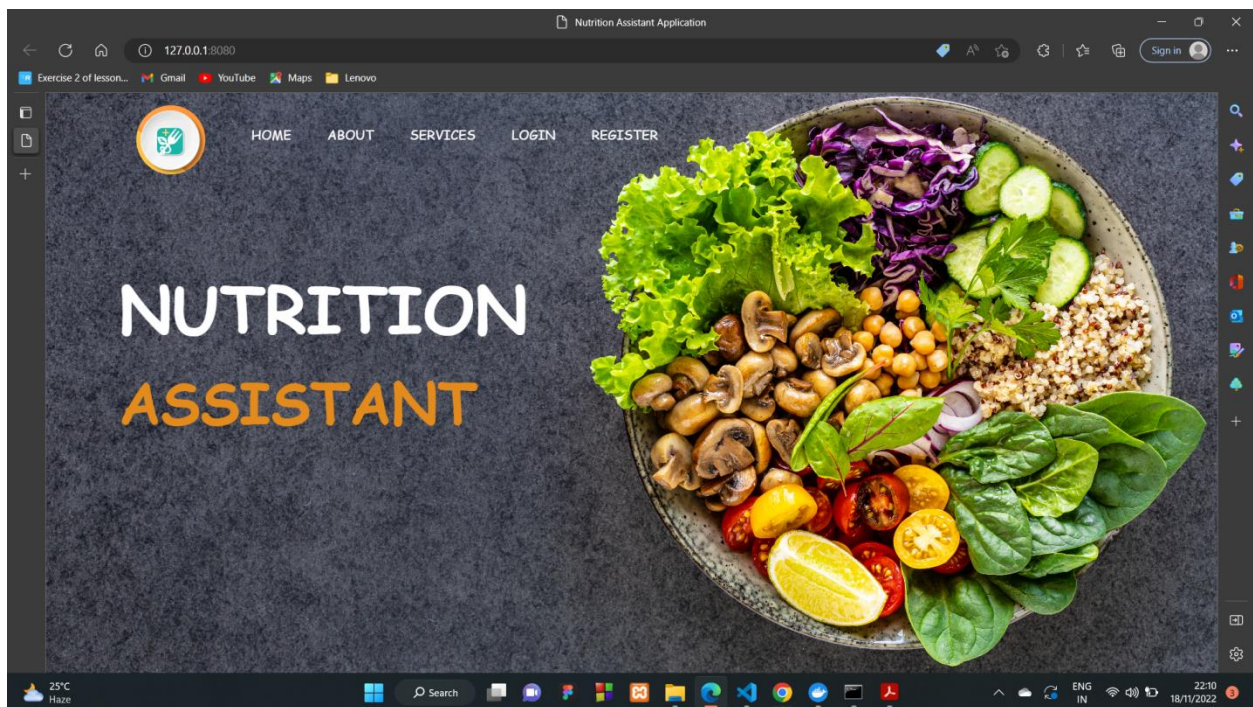 Nutrition Assistant Application
127.0.0.1:8080
Sign in
Exercise 2 of lesson... Gmail YouTube Maps Lenovo
HOME ABOUT SERVICES LOGIN REGISTER
NUTRITION
ASSISTANT
25°C
Haze
Search
ENG
IN
22:10
18/11/2022
3